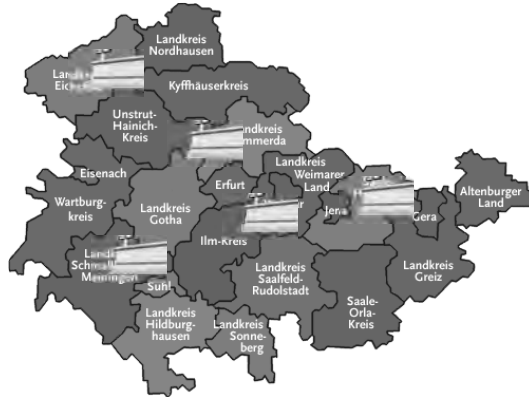 Landkreis
Nordhausen
Kyffhäuserkreis
Unstrut-
Hainich-
Kreis
Eisenach
Wartburg-
kreis
Landkreis
Gotha
Erfurt
Landkreis
Weimarer
Land
Altenburger
Land
Gera
Ilm-Kreis
Landkreis
Greiz
Landkreis
Saalfeld-
Rudolstadt
Saale-
Orla-
Kreis
Suhl
Landkreis
Hildburg-
hausen
Landkreis
Sonne-
berg